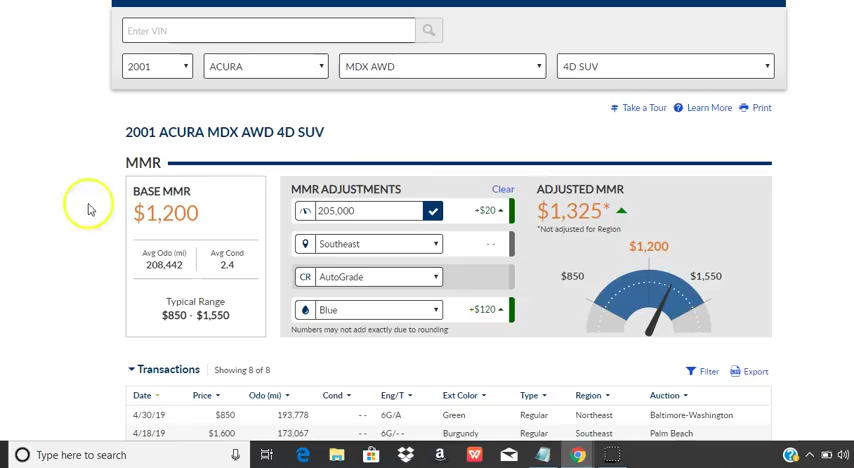 Enter VIN
2001 ACURA MDX AWD 4D SUV
Take a Tour Learn More Print
2001 ACURA MDX AWD 4D SUV
MMR
BASE MMR
$1,200
Avg Odo (mi) Avg Cond
208,442 2.4
Typical Range
$850 - $1,550
MMR ADJUSTMENTS Clear
205,000 +$20
Southeast - -
CR AutoGrade
Blue +$120
Numbers may not add exactly due to rounding
ADJUSTED MMR
$1,325*
*Not adjusted for Region
$1,200
$850 $1,550
Transactions Showing 8 of 8 Filter Export
Date Price Odo (mi) Cond Eng/T Ext Color Type Region Auction
4/30/19 $850 193,778 - - 6G/A Green Regular Northeast Baltimore-Washington
4/18/19 $1,600 173,067 - - 6G/- - Burgundy Regular Southeast Palm Beach
Type here to search